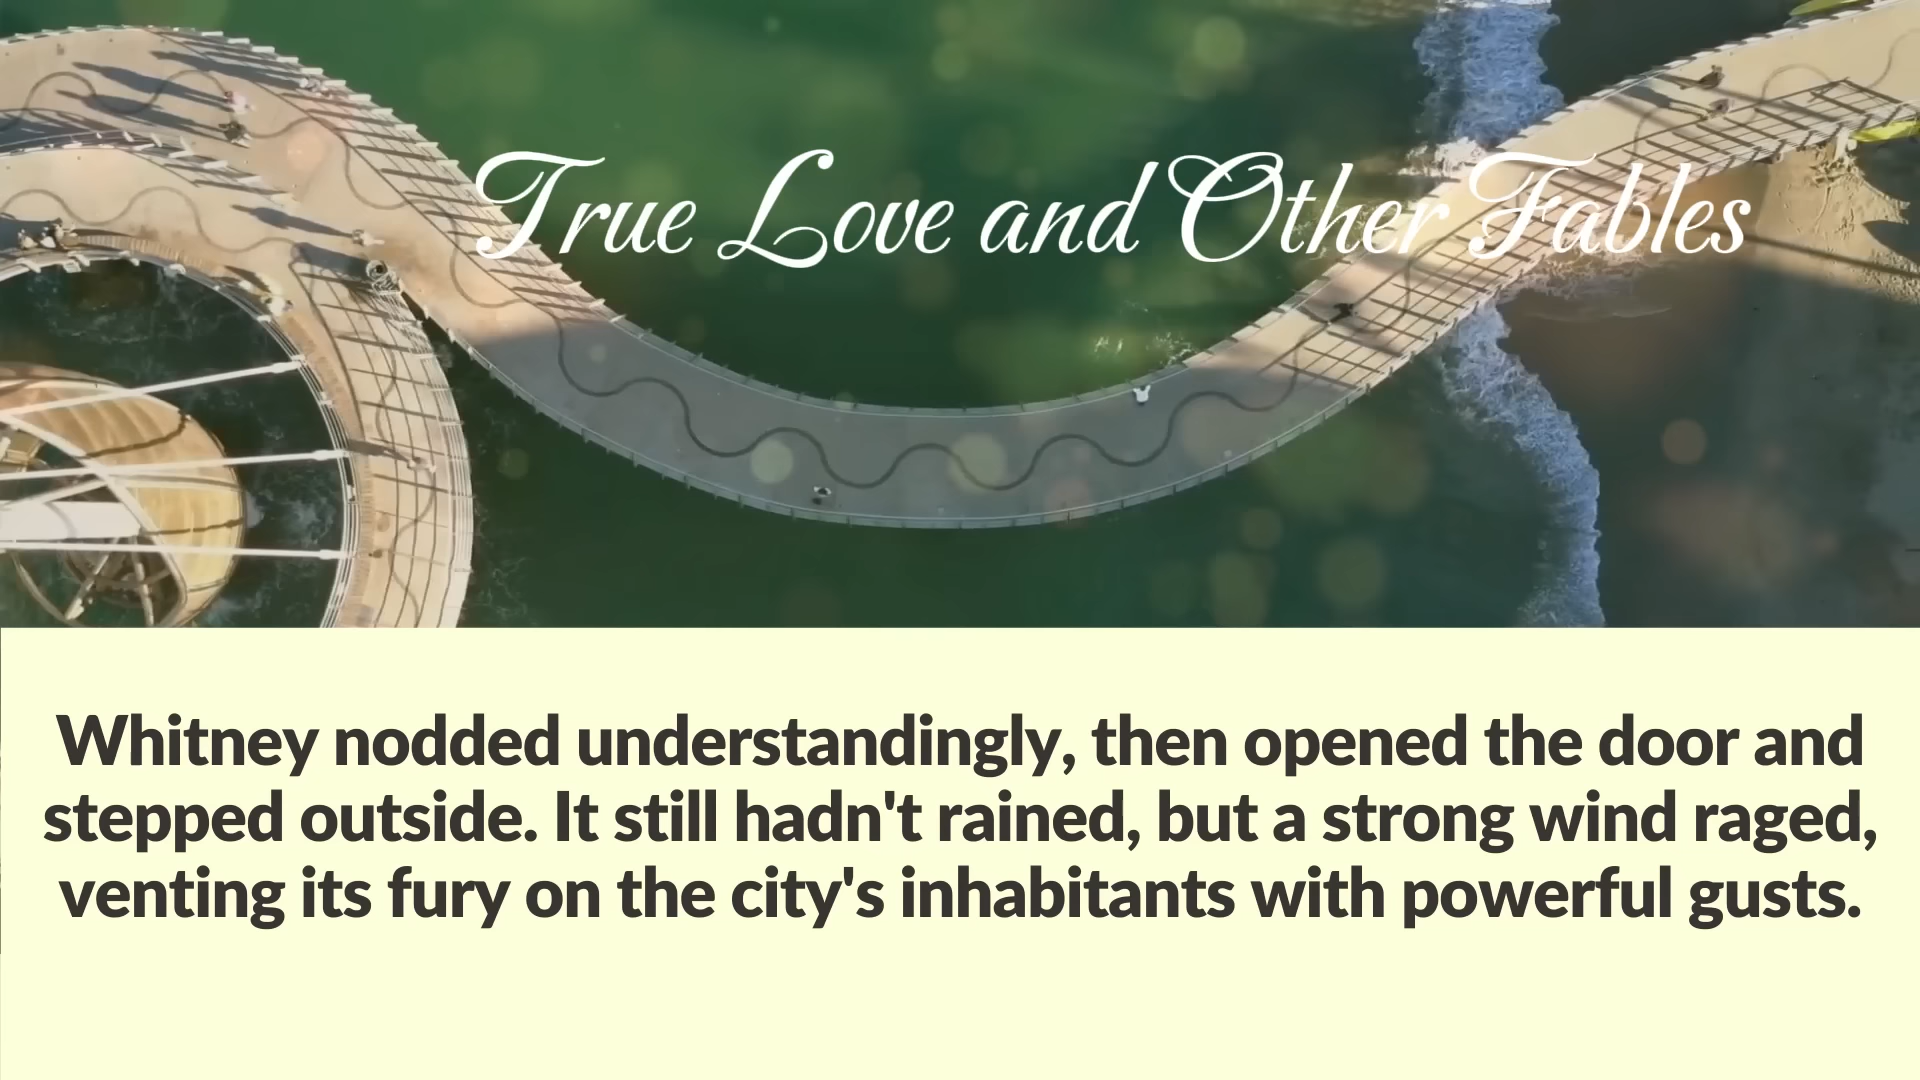 True Love and Other Fables
Whitney nodded understandingly, then opened the door and
stepped outside. It still hadn't rained, but a strong wind raged,
venting its fury on the city's inhabitants with powerful gusts.